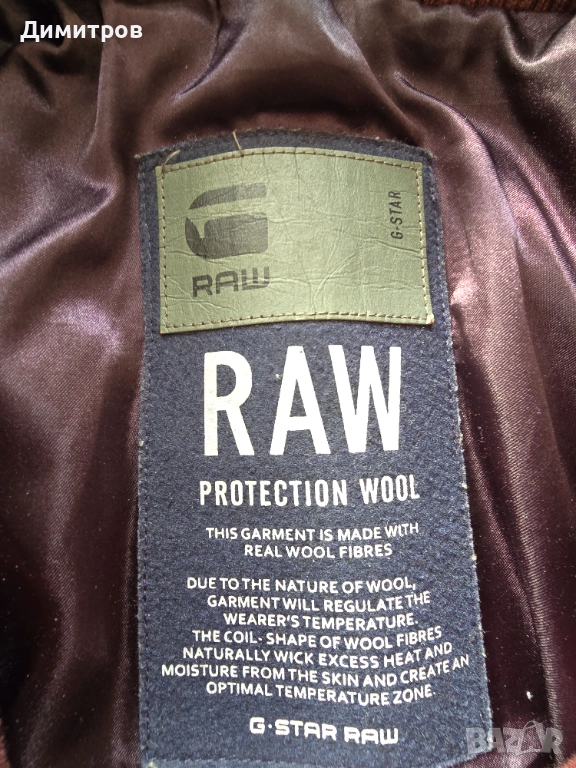 Димитров
G-STAR
RAW
RAW
PROTECTION WOOL
THIS GARMENT IS MADE WITH
REAL WOOL FIBRES
DUE TO THE NATURE OF WOOL,
GARMENT WILL REGULATE THE
WEARER'S TEMPERATURE.
THE COIL-SHAPE OF WOOL FIBRES
NATURALLY WICK EXCESS HEAT AND
MOISTURE FROM THE SKIN AND CREATE AN
OPTIMAL TEMPERATURE ZONE.
G·STAR RAW
BAZAR